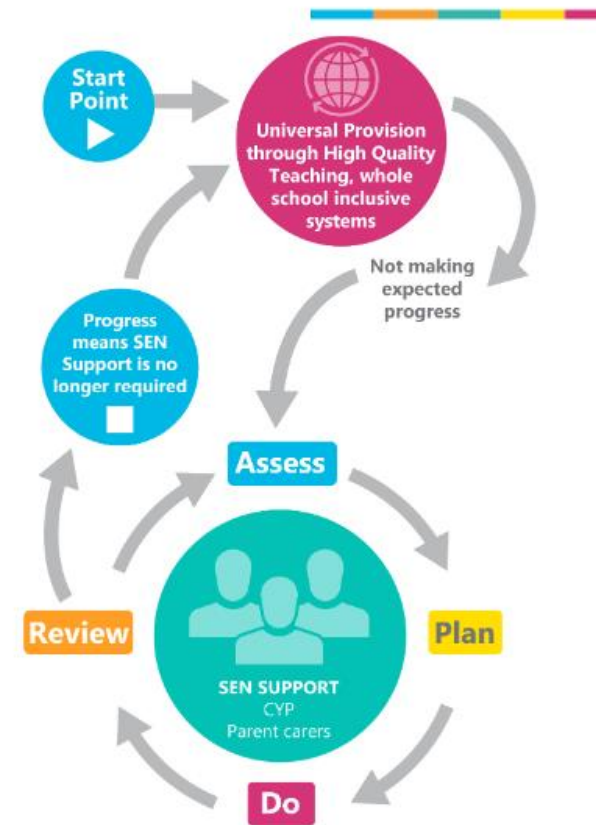 Start
Point
Universal Provision
through High Quality
Teaching, whole
school inclusive
systems
Not making
expected
progress
Progress
means SEN
Support is no
longer required
Assess
Plan
Do
Review
SEN SUPPORT
CYP
Parent carers